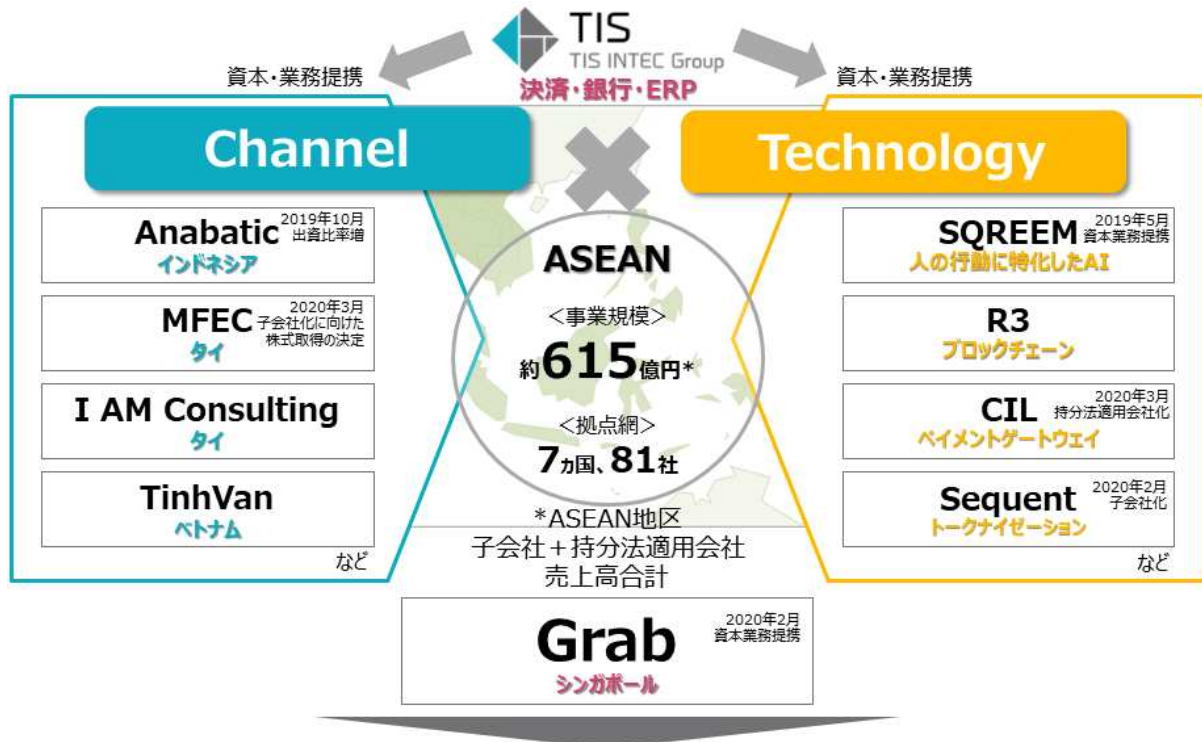 TIS
TIS INTEC Group
決済・銀行・ERP
資本・業務提携
資本・業務提携
Channel
Technology
Anabatic
2019年10月
出資比率増
インドネシア
MFEC
2020年3月
子会社化に向けた
株式取得の決定
タイ
I AM Consulting
タイ
TinhVan
ベトナム
など
ASEAN
＜事業規模＞
約615億円*
＜拠点網＞
7ヵ国、81社
*ASEAN地区
子会社＋持分法適用会社
売上高合計
SQREEM
2019年5月
資本業務提携
人の行動に特化したAI
R3
ブロックチェーン
CIL
2020年3月
持分法適用会社化
ペイメントゲートウェイ
Sequent
2020年2月
子会社化
トークナイゼーション
など
Grab
2020年2月
資本業務提携
シンガポール